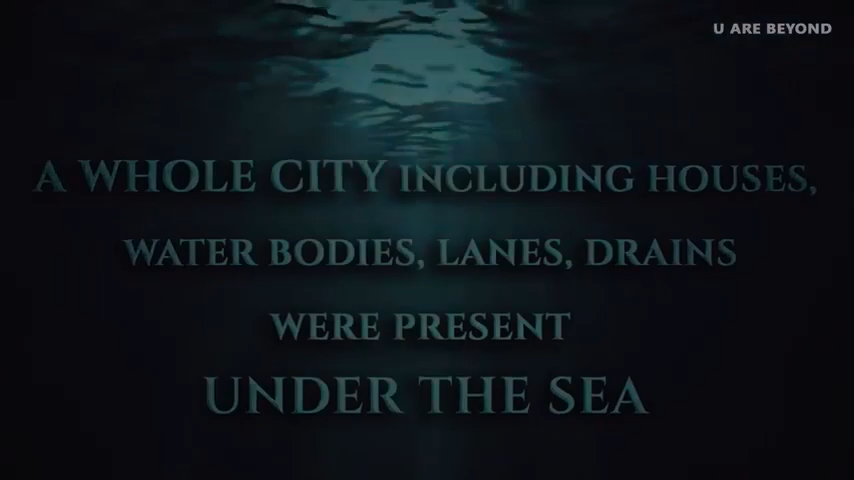 U ARE BEYOND
A WHOLE CITY INCLUDING HOUSES,
WATER BODIES, LANES, DRAINS
WERE PRESENT
UNDER THE SEA